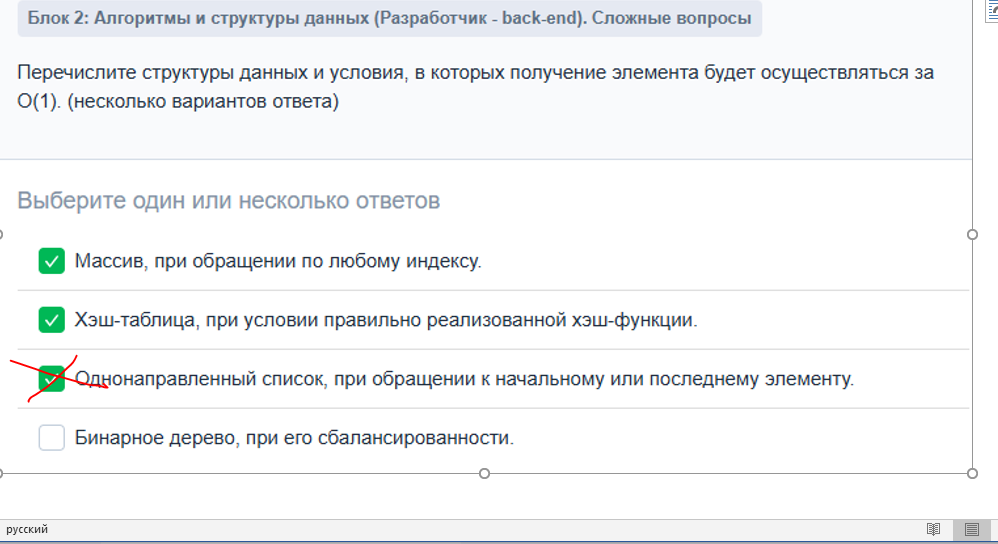 Блок 2: Алгоритмы и структуры данных (Разработчик - back-end). Сложные вопросы
Перечислите структуры данных и условия, в которых получение элемента будет осуществляться за
O(1). (несколько вариантов ответа)
Выберите один или несколько ответов
Массив, при обращении по любому индексу.
Хэш-таблица, при условии правильно реализованной хэш-функции.
Однонаправленный список, при обращении к начальному или последнему элементу.
Бинарное дерево, при его сбалансированности.
русский